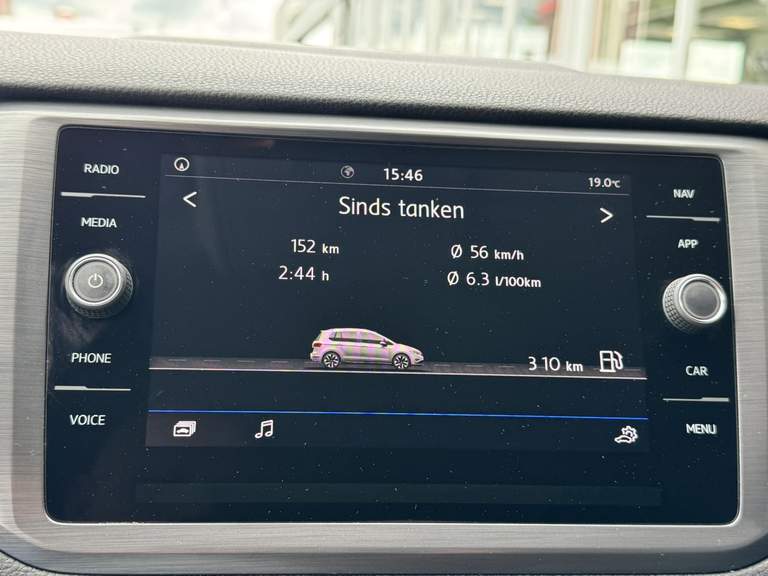 RADIO
MEDIA
PHONE
VOICE
15:46
19.0°C
< Sinds tanken >
152 km Ø 56 km/h
2:44 h Ø 6.3 l/100km
310 km
NAV
APP
CAR
MENU